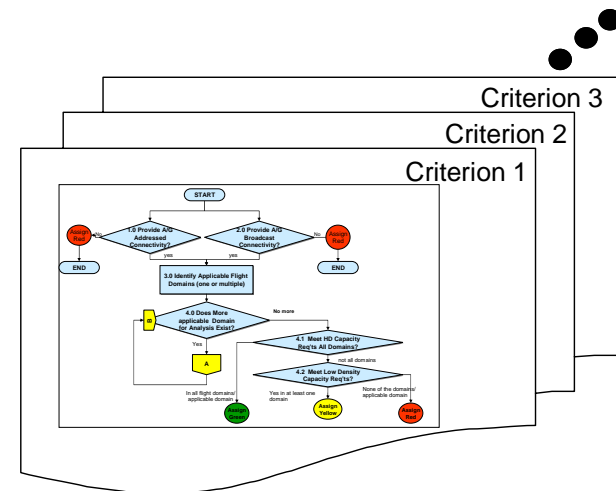 Criterion 3
Criterion 2
Criterion 1
START
Assign
Red
No
1.0 Provide A/G
Addressed
Connectivity?
2.0 Provide A/G
Broadcast
Connectivity?
No
Assign
Red
END
yes
yes
END
3.0 Identify Applicable Flight
Domains (one or multiple)
B
4.0 Does More
applicable Domain
for Analysis Exist?
No more
Yes
4.1 Meet HD Capacity
Req'ts All Domains?
A
not all domains
4.2 Meet Low Density
Capacity Req'ts?
In all flight domains/
applicable domain
Yes in at least one
domain
None of the domains/
applicable domain
Assign
Green
Assign
Yellow
Assign
Red